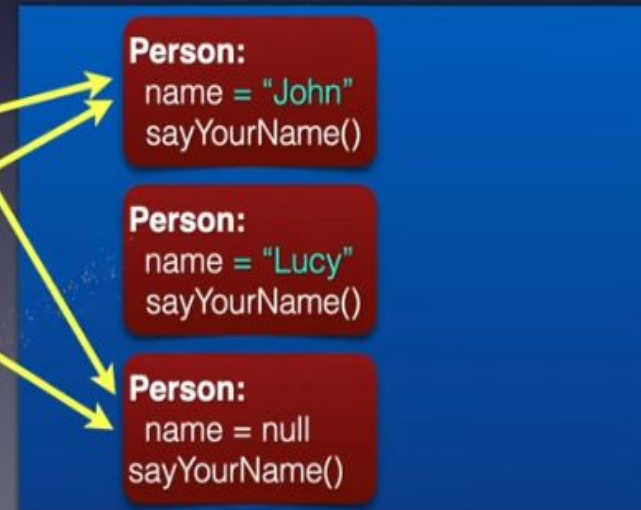 Person:
name = “John”
sayYourName()
Person:
name = “Lucy”
sayYourName()
Person:
name = null
sayYourName()